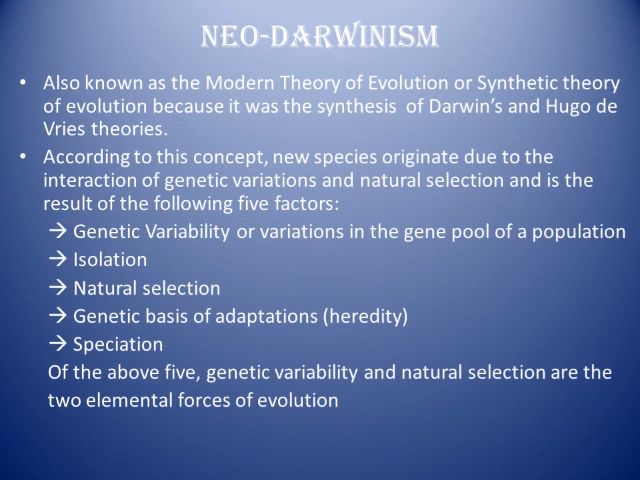 NEO-DARWINISM
• Also known as the Modern Theory of Evolution or Synthetic theory
of evolution because it was the synthesis of Darwin's and Hugo de
Vries theories.
• According to this concept, new species originate due to the
interaction of genetic variations and natural selection and is the
result of the following five factors:
→ Genetic Variability or variations in the gene pool of a population
→ Isolation
→ Natural selection
→ Genetic basis of adaptations (heredity)
→ Speciation
Of the above five, genetic variability and natural selection are the
two elemental forces of evolution